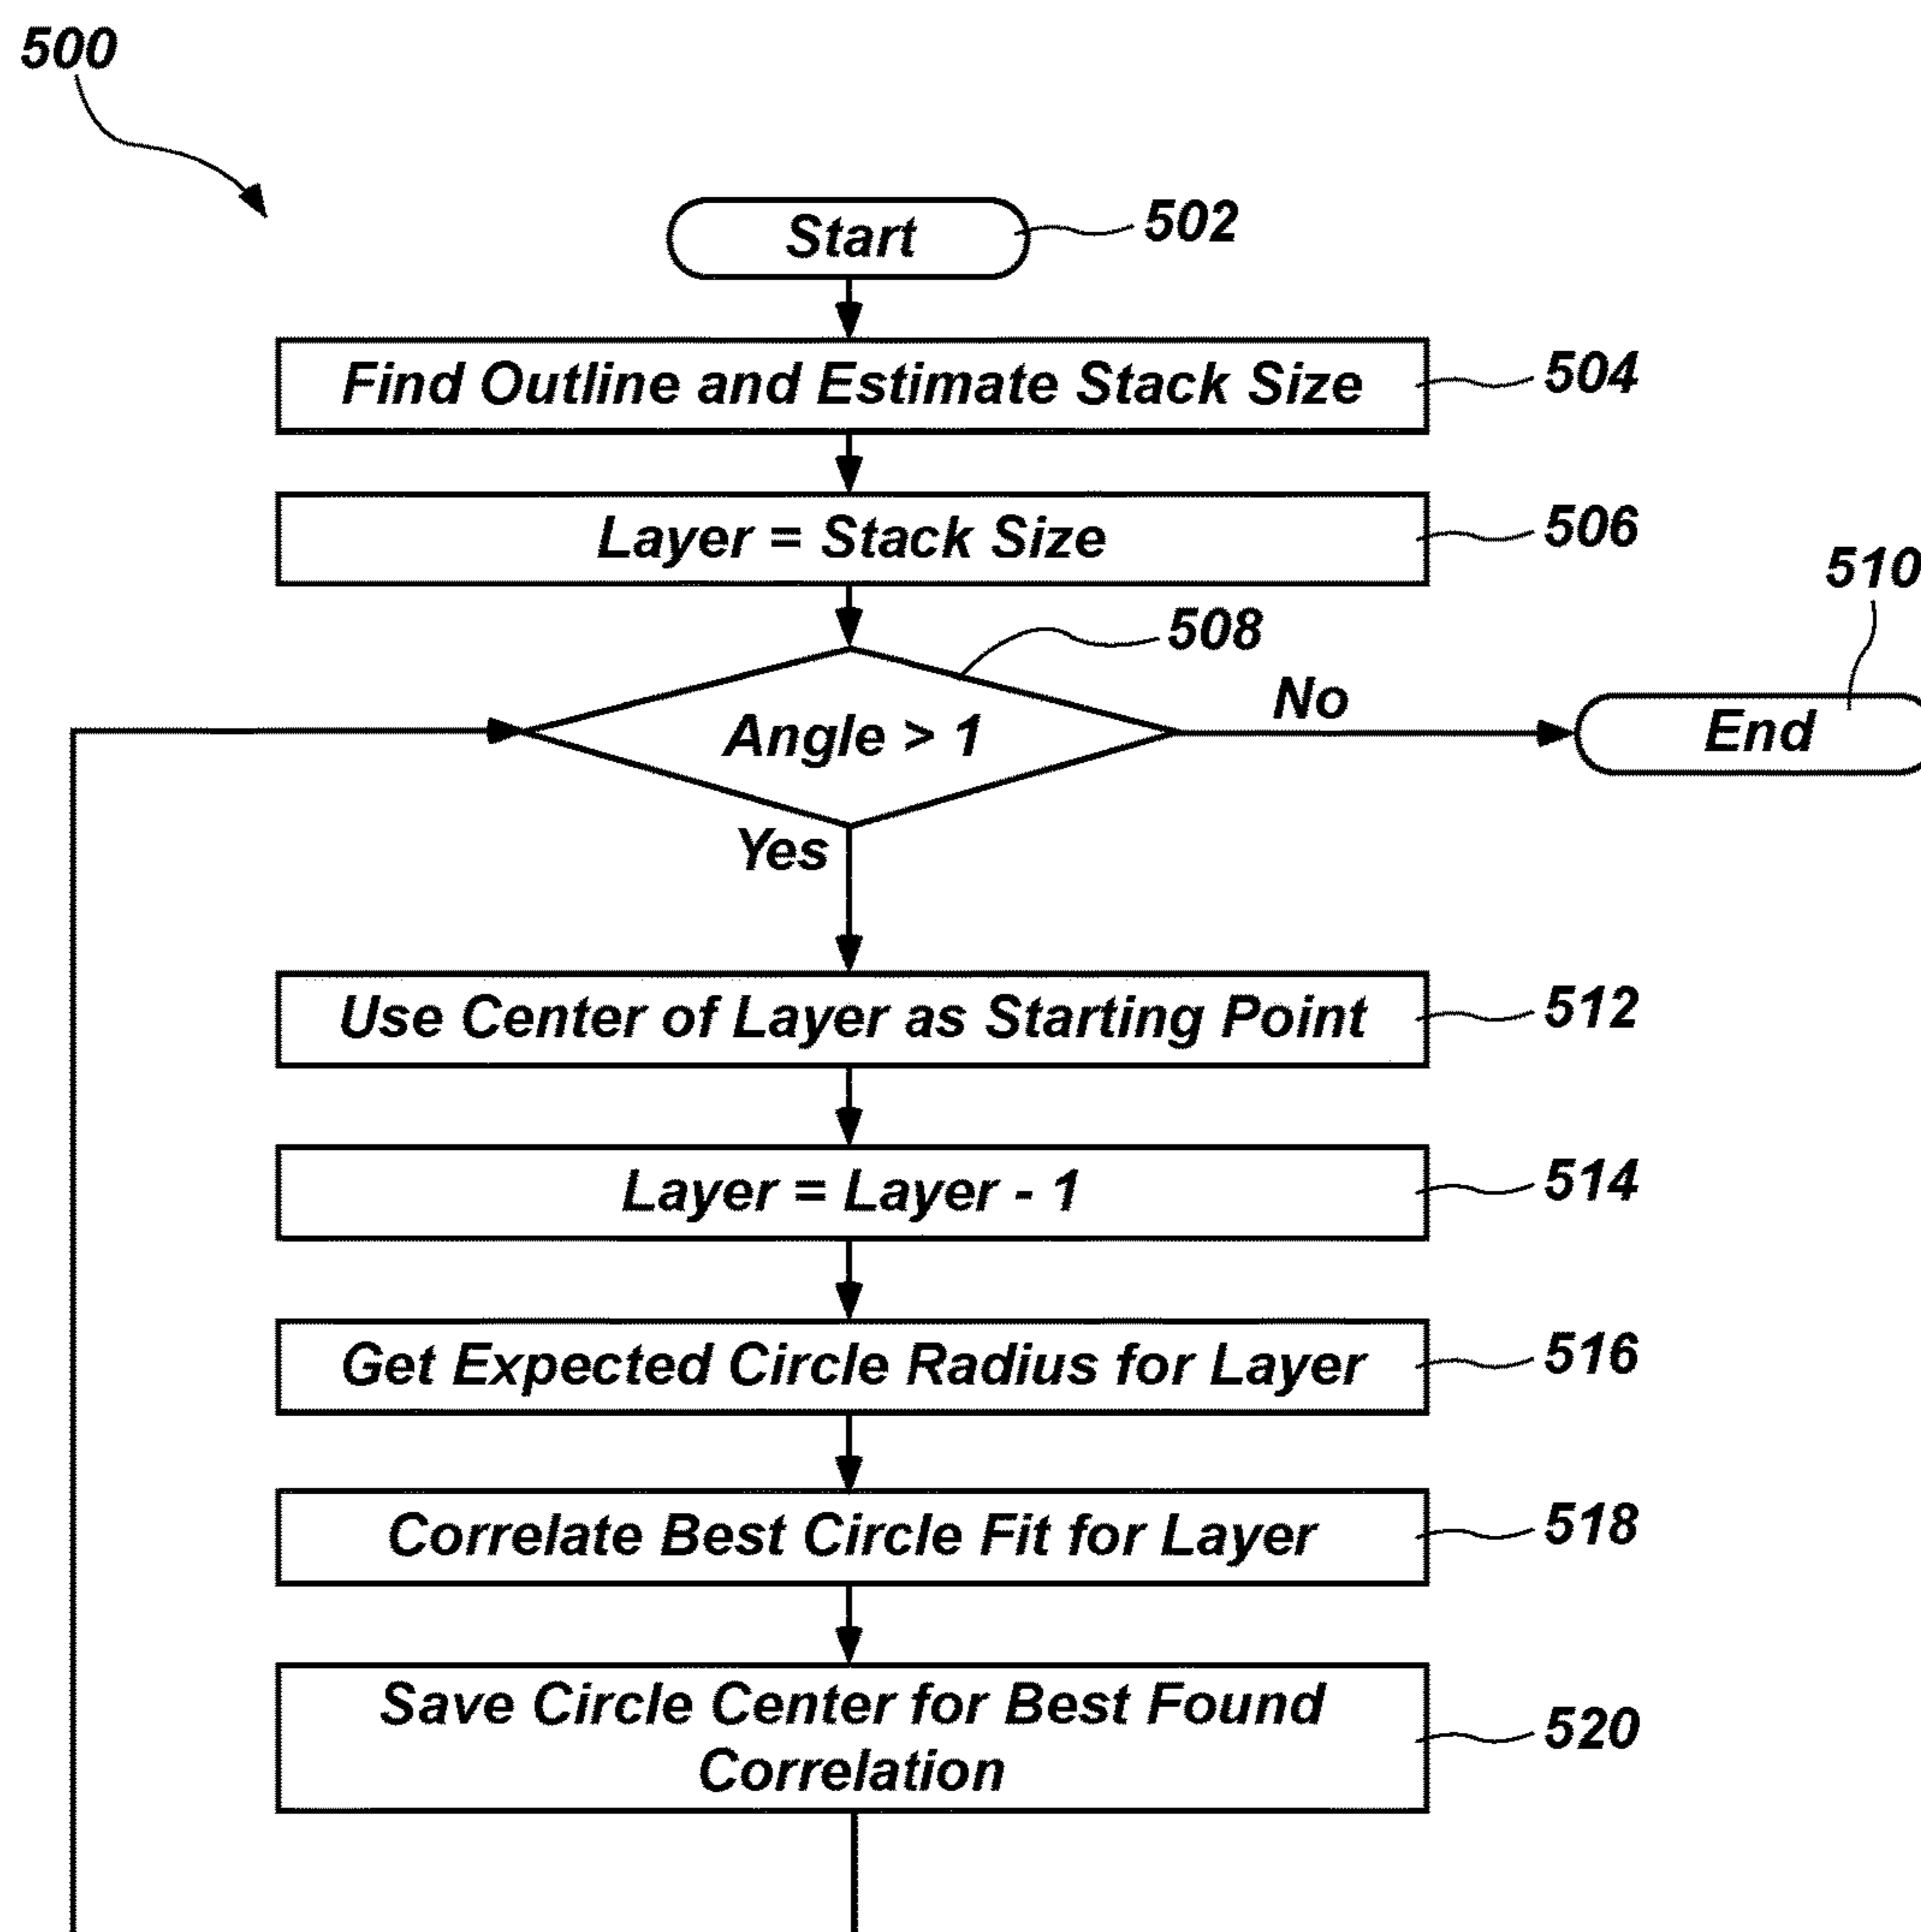 500
Start
502
Find Outline and Estimate Stack Size
504
Layer = Stack Size
506
510
508
Angle > 1
No
End
Yes
Use Center of Layer as Starting Point
512
Layer = Layer - 1
514
Get Expected Circle Radius for Layer
516
Correlate Best Circle Fit for Layer
518
Save Circle Center for Best Found
Correlation
520